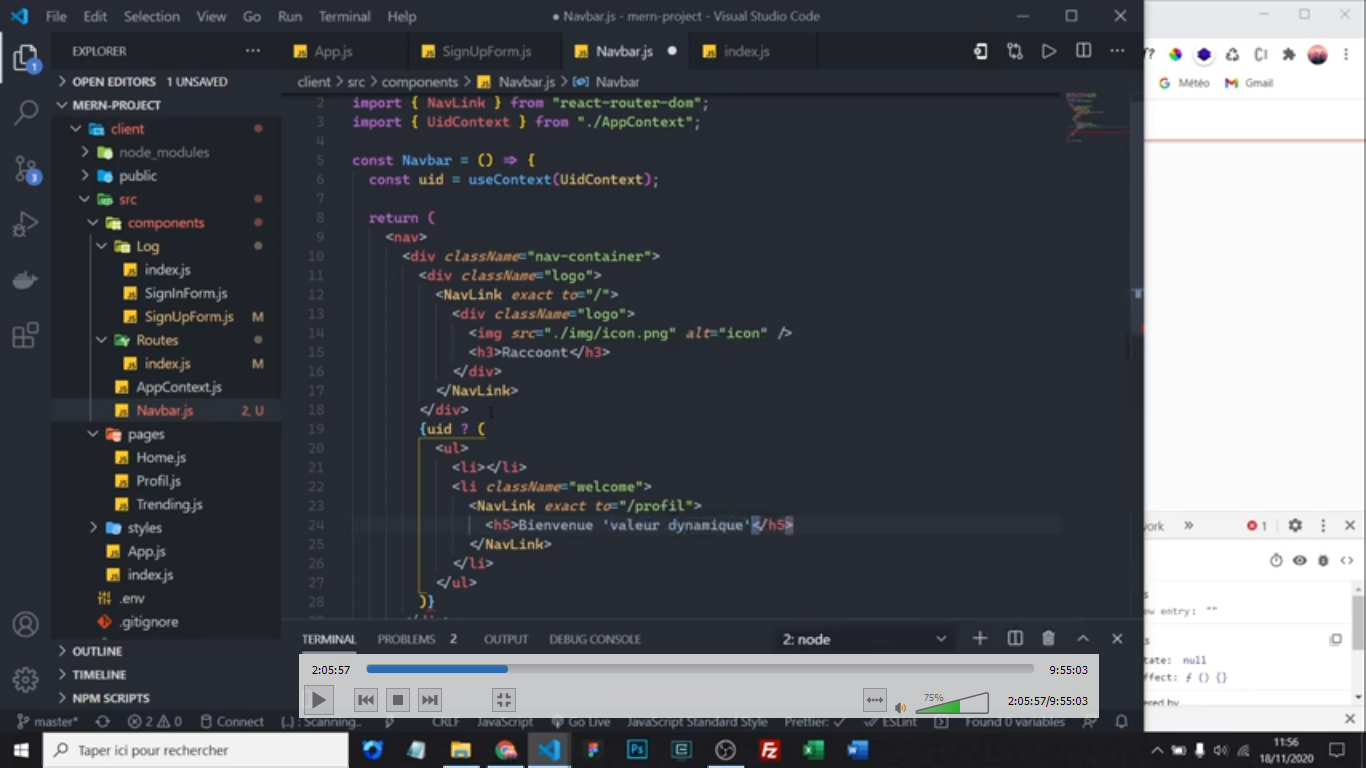 File Edit Selection View Go Run Terminal Help
● Navbar.js - mern-project - Visual Studio Code
EXPLORER
App.js
SignUpForm.js
Navbar.js
index.js
Météo
Gmail
OPEN EDITORS 1 UNSAVED
client > src > components > Navbar.js > Navbar
MERN-PROJECT
client
node_modules
public
src
components
Log
index.js
SignInForm.js
SignUpForm.js M
Routes
index.js M
AppContext.js
Navbar.js 2, U
pages
Home.js
Profil.js
Trending.js
styles
App.js
index.js
.env
.gitignore
OUTLINE
TIMELINE
NPM SCRIPTS
1
3
2 import { NavLink } from "react-router-dom";
3 import { UidContext } from "./AppContext";
4
5 const Navbar = () => {
6 const uid = useContext(UidContext);
7
8 return (
9 <nav>
10 <div className="nav-container">
11 <div className="logo">
12 <NavLink exact to="/">
13 <div className="logo">
14 <img src="./img/icon.png" alt="icon" />
15 <h3>Raccoont</h3>
16 </div>
17 </NavLink>
18 </div>
19 {uid ? (
20 <ul>
21 <li></li>
22 <li className="welcome">
23 <NavLink exact to="/profil">
24 <h5>Bienvenue 'valeur dynamique'</h5>
25 </NavLink>
26 </li>
27 </ul>
28 )}
TERMINAL PROBLEMS 2 OUTPUT DEBUG CONSOLE 2: node
2:05:57
9:55:03
75%
2:05:57/9:55:03
work » 1
ew entry: ""
tate: null
ffect: ƒ () {}
master* 2 0 Connect Scanning.. CRLF JavaScript Go Live JavaScript Standard Style Prettier: ESLint Found 0 variables
Taper ici pour rechercher
11:56
18/11/2020